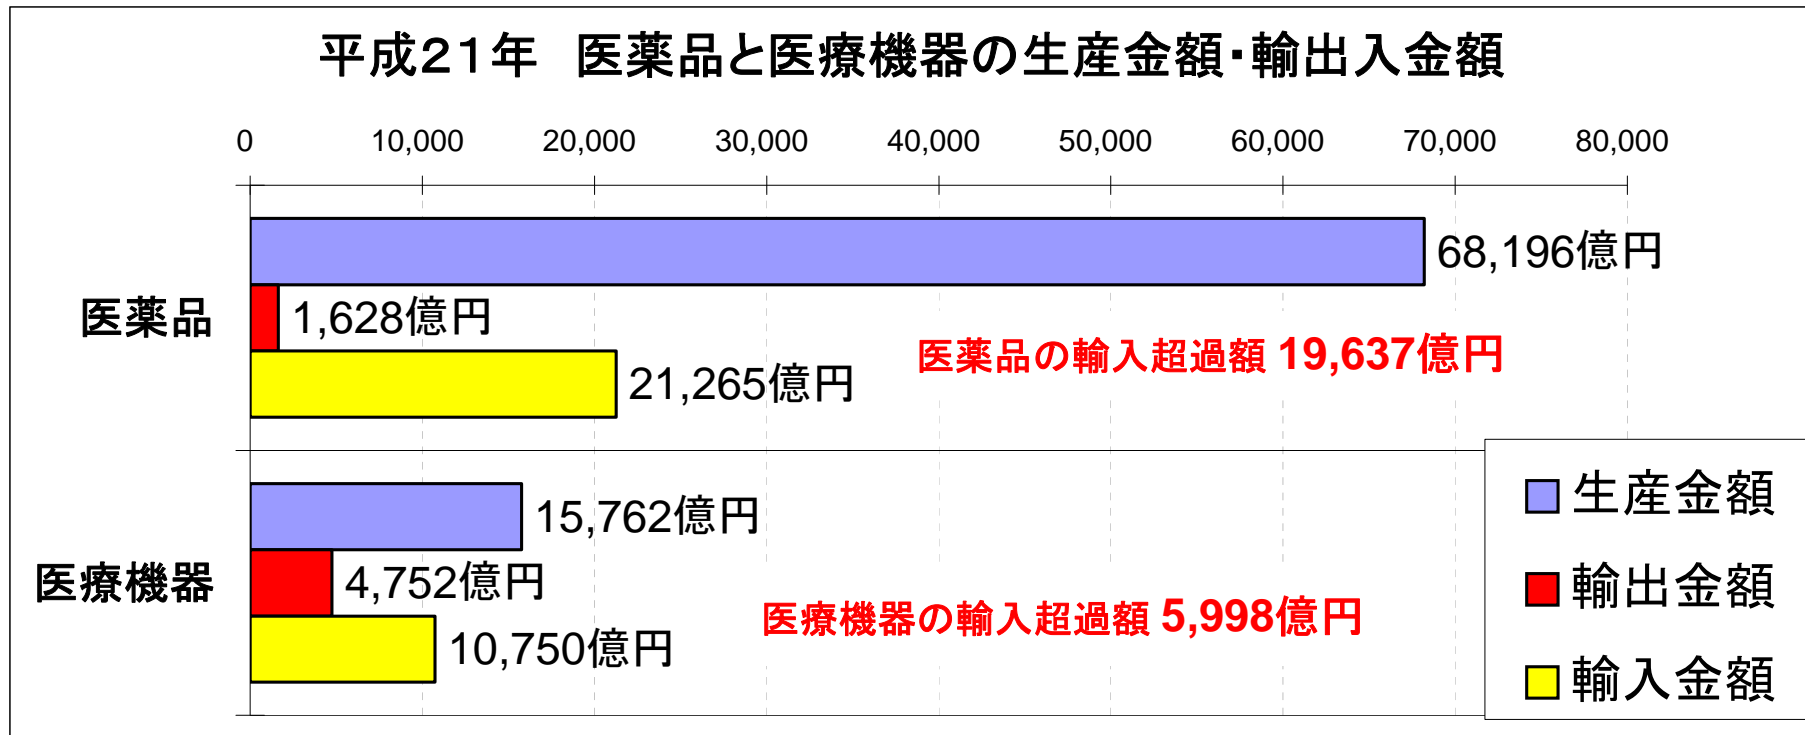 平成21年　医薬品と医療機器の生産金額・輸出入金額
0 10,000 20,000 30,000 40,000 50,000 60,000 70,000 80,000
68,196億円
医薬品
1,628億円
医薬品の輸入超過額 19,637億円
21,265億円
15,762億円
医療機器
4,752億円
医療機器の輸入超過額 5,998億円
10,750億円
生産金額
輸出金額
輸入金額